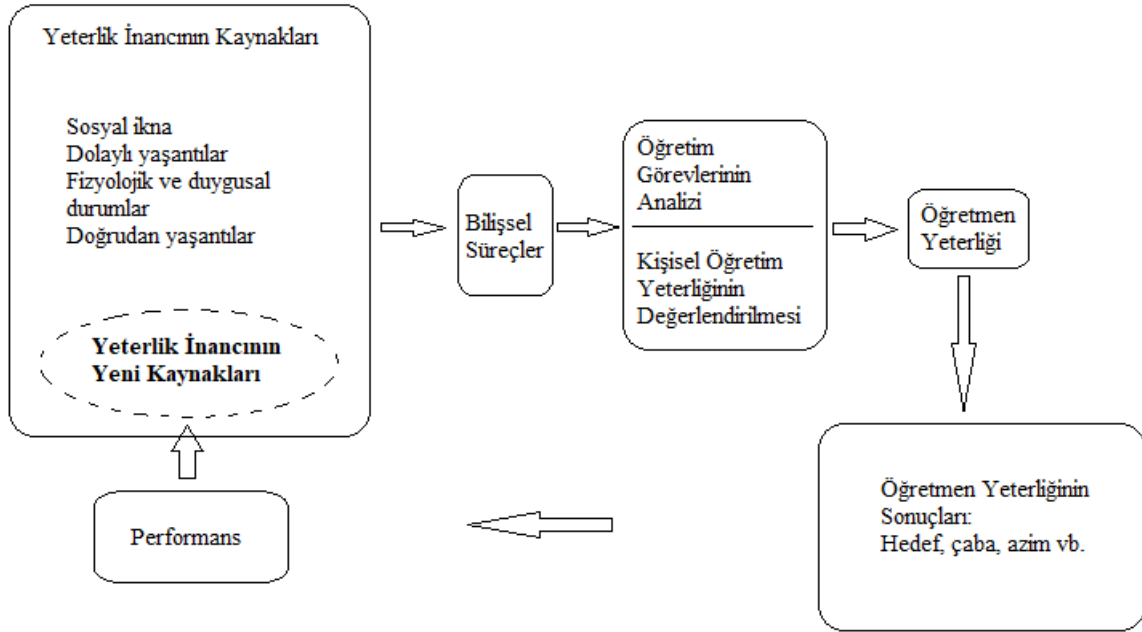 Yeterlik İnancının Kaynakları
Sosyal ikna
Dolaylı yaşantılar
Fizyolojik ve duygusal
durumlar
Doğrudan yaşantılar
Yeterlik İnancının
Yeni Kaynakları
Bilişsel
Süreçler
Öğretim
Görevlerinin
Analizi
Kişisel Öğretim
Yeterliğinin
Değerlendirilmesi
Öğretmen
Yeterliği
Öğretmen Yeterliğinin
Sonuçları:
Hedef, çaba, azim vb.
Performans